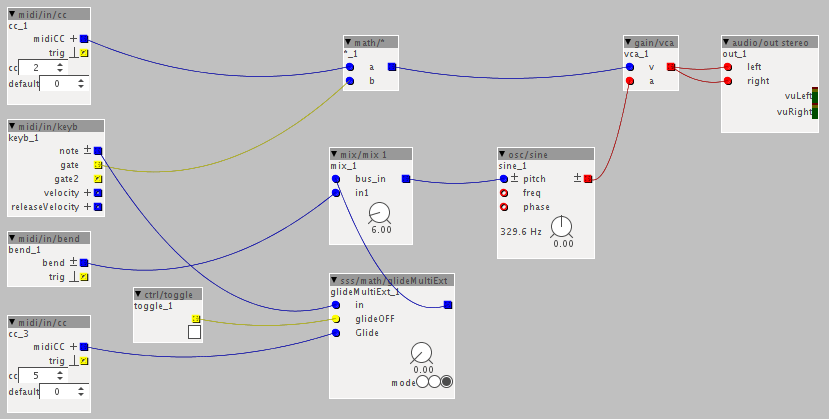 midi/in/cc
cc_1
midiCC +
trig
cc 2
default 0
midi/in/keyb
keyb_1
note ±
gate
gate2
velocity +
releaseVelocity +
midi/in/bend
bend_1
bend ±
trig
ctrl/toggle
toggle_1
midi/in/cc
cc_3
midiCC +
trig
cc 5
default 0
math/*
*_1
a
b
mix/mix 1
mix_1
bus_in
in1
6.00
sss/math/glideMultiExt
glideMultiExt_1
in
glideOFF
Glide
0.00
mode
osc/sine
sine_1
± pitch ±
freq
phase
329.6 Hz
0.00
gain/vca
vca_1
v
a
audio/out stereo
out_1
left
right
vuLeft
vuRight